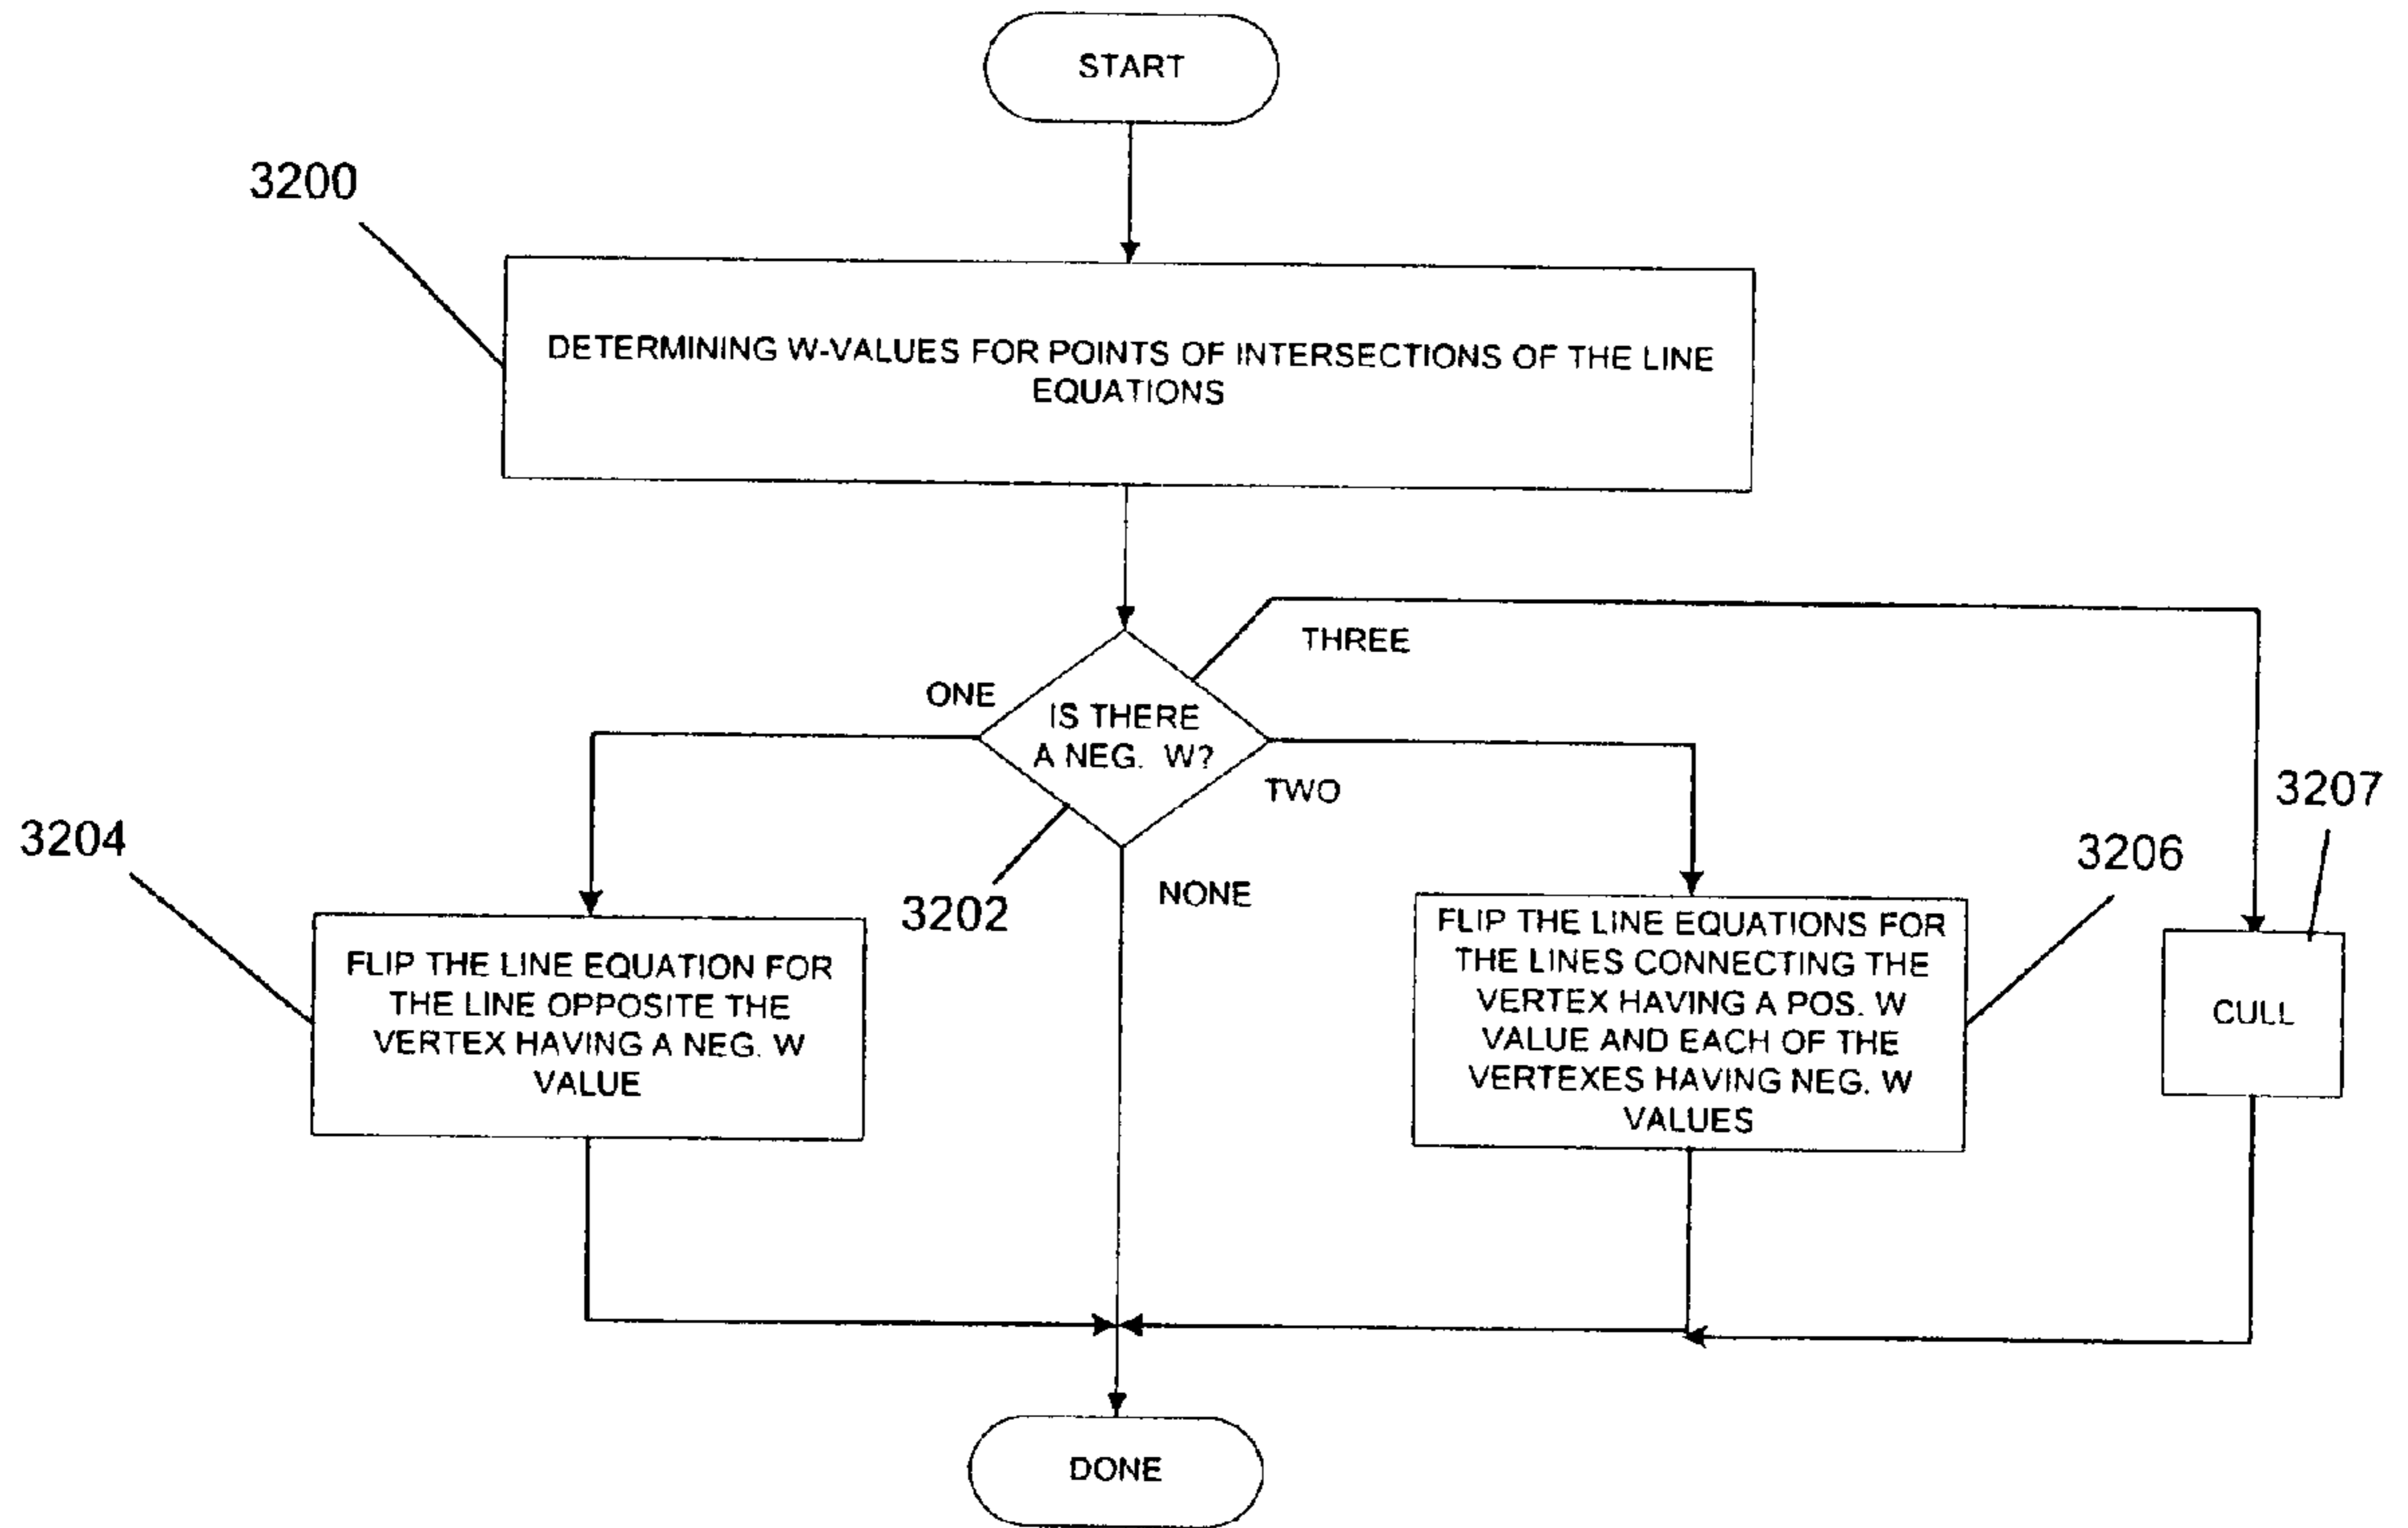 START
3200
DETERMINING W-VALUES FOR POINTS OF INTERSECTIONS OF THE LINE
EQUATIONS
THREE
ONE
IS THERE
A NEG. W?
TWO
3207
3204
3206
3202
NONE
FLIP THE LINE EQUATION FOR
THE LINE OPPOSITE THE
VERTEX HAVING A NEG. W
VALUE
FLIP THE LINE EQUATIONS FOR
THE LINES CONNECTING THE
VERTEX HAVING A POS. W
VALUE AND EACH OF THE
VERTEXES HAVING NEG. W
VALUES
CULL
DONE